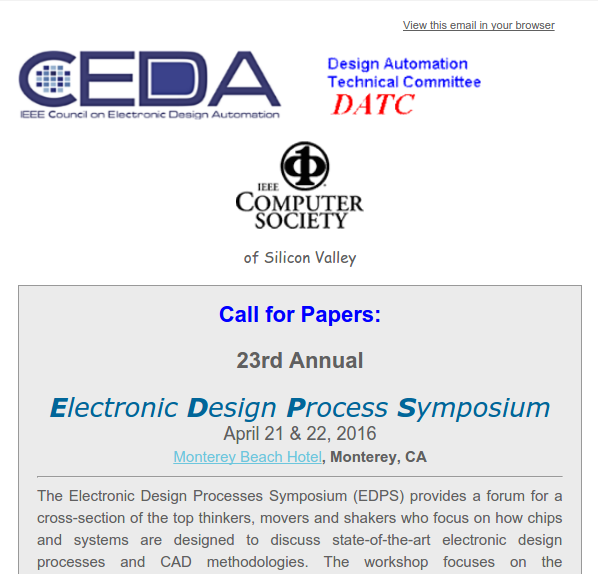 View this email in your browser
CEDA
IEEE Council on Electronic Design Automation
Design Automation
Technical Committee
DATC
IEEE
COMPUTER
SOCIETY
of Silicon Valley
Call for Papers:
23rd Annual
Electronic Design Process Symposium
April 21 & 22, 2016
Monterey Beach Hotel, Monterey, CA
The Electronic Design Processes Symposium (EDPS) provides a forum for a
cross-section of the top thinkers, movers and shakers who focus on how chips
and systems are designed to discuss state-of-the-art electronic design
processes and CAD methodologies. The workshop focuses on the